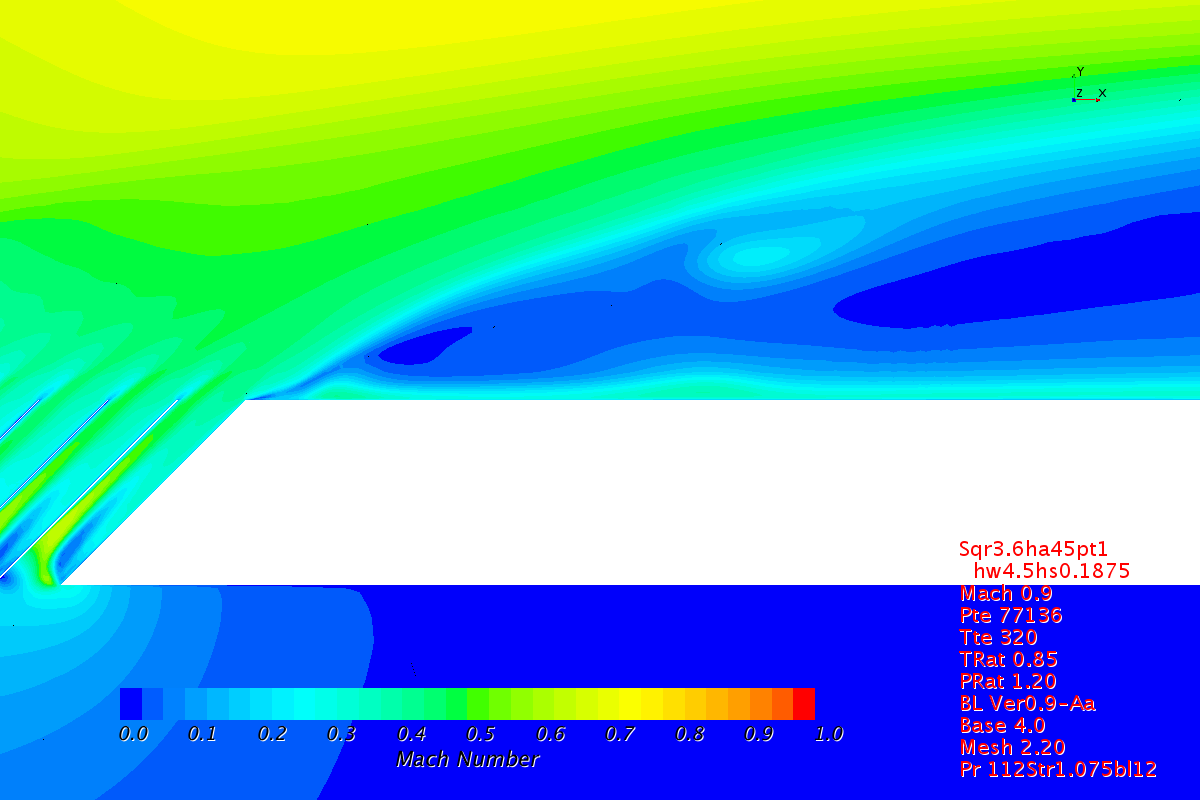 Y
Z X
Sqr3.6ha45pt1
hw4.5hs0.1875
Mach 0.9
Pte 77136
Tte 320
TRat 0.85
PRat 1.20
BL Ver0.9-Aa
Base 4.0
Mesh 2.20
Pr 112Str1.075bl12
0.0 0.1 0.2 0.3 0.4 0.5 0.6 0.7 0.8 0.9 1.0
Mach Number